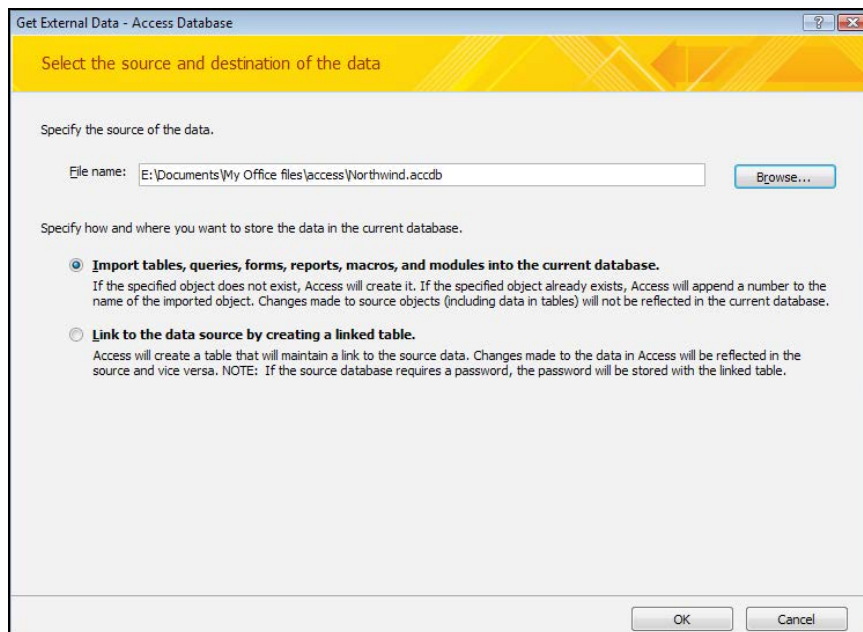 Get External Data - Access Database
Select the source and destination of the data
Specify the source of the data.
File name: E:\Documents\My Office files\access\Northwind.accdb Browse...
Specify how and where you want to store the data in the current database.
Import tables, queries, forms, reports, macros, and modules into the current database.
If the specified object does not exist, Access will create it. If the specified object already exists, Access will append a number to the
name of the imported object. Changes made to source objects (including data in tables) will not be reflected in the current database.
Link to the data source by creating a linked table.
Access will create a table that will maintain a link to the source data. Changes made to the data in Access will be reflected in the
source and vice versa. NOTE: If the source database requires a password, the password will be stored with the linked table.
OK Cancel